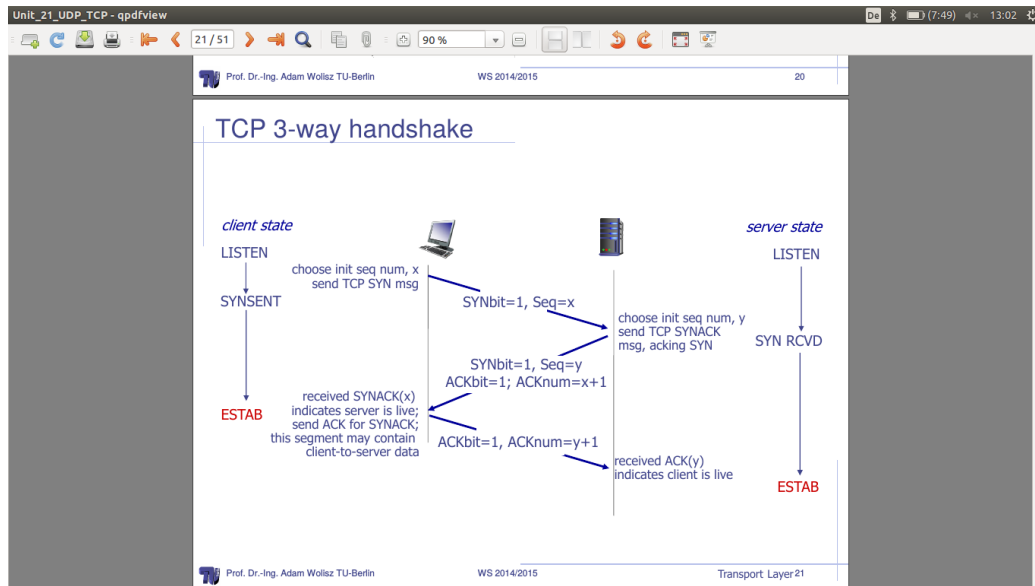 Unit_21_UDP_TCP - qpdfview
De (7:49) 13:02
21/51 90 %
Prof. Dr.-Ing. Adam Wolisz TU-Berlin WS 2014/2015 20
TCP 3-way handshake
client state
server state
LISTEN
LISTEN
choose init seq num, x
send TCP SYN msg
SYNSENT
SYNbit=1, Seq=x
choose init seq num, y
send TCP SYNACK
msg, acking SYN
SYN RCVD
SYNbit=1, Seq=y
ACKbit=1; ACKnum=x+1
received SYNACK(x)
indicates server is live;
send ACK for SYNACK;
this segment may contain
client-to-server data
ESTAB
ACKbit=1, ACKnum=y+1
received ACK(y)
indicates client is live
ESTAB
Prof. Dr.-Ing. Adam Wolisz TU-Berlin WS 2014/2015 Transport Layer 21